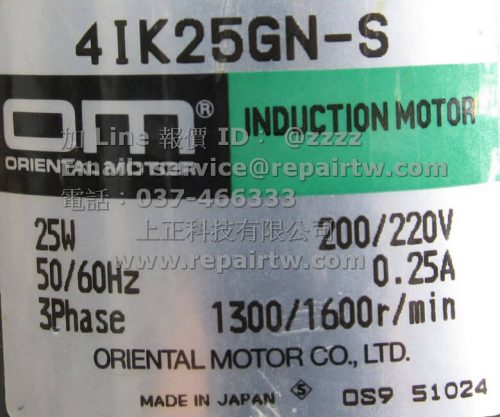 4IK25GN-S
om®
INDUCTION MOTOR
ORIENTAL MOTOR
加 Line 報價 ID: @zzzz
Email: service@repairtw.com
電話: 037-466333
上正科技有限公司
www.repairtw.com
25W 200/220V
50/60Hz 0.25A
3Phase 1300/1600r/min
ORIENTAL MOTOR CO., LTD.
MADE IN JAPAN S OS9 51024